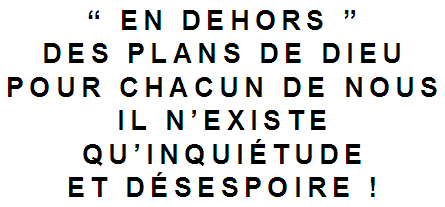 “ EN DEHORS ”
DES PLANS DE DIEU
POUR CHACUN DE NOUS
IL N’EXISTE
QU’INQUIÉTUDE
ET DÉSESPOIRE !